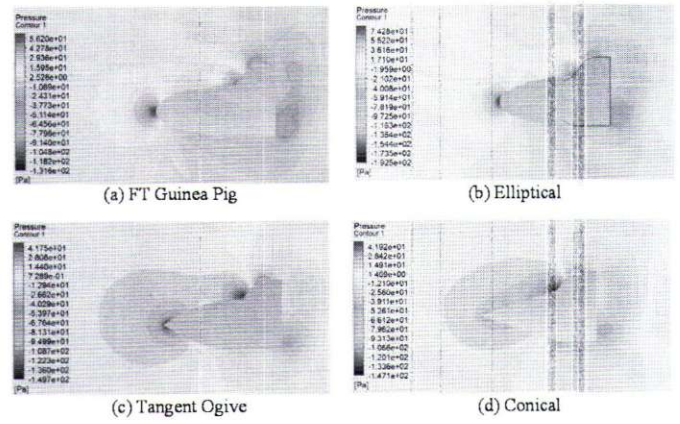 Pressure
Contour 1
5.620e+01
4.278e+01
2.936e+01
1.595e+01
2.528e+00
-1.089e+01
-2.431e+01
-3.773e+01
-5.114e+01
-6.456e+01
-7.798e+01
-9.140e+01
-1.048e+02
-1.182e+02
-1.316e+02
[Pa]
(a) FT Guinea Pig
Pressure
Contour 1
7.428e+01
5.522e+01
3.616e+01
1.710e+01
-1.959e+00
-2.102e+01
4.008e+01
-5.914e+01
-7.819e+01
-9.725e+01
-1.163e+02
-1.354e+02
-1.544e+02
-1.735e+02
-1.925e+02
[Pa]
(b) Elliptical
Pressure
Contour 1
4.175e+01
2.808e+01
1.440e+01
7.289e-01
-1.294e+01
-2.662e+01
-4.029e+01
-5.397e+01
-6.764e+01
-8.131e+01
-9.499e+01
-1.087e+02
-1.223e+02
-1.360e+02
-1.497e+02
[Pa]
(c) Tangent Ogive
Pressure
Contour 1
4.192e+01
2.842e+01
1.491e+01
1.409e+00
-1.210e+01
-2.560e+01
-3.911e+01
5.261e+01
6.612e+01
7.962e+01
-9.313e+01
-1.066e+02
-1.201e+02
-1.336e+02
-1.471e+02
[Pa]
(d) Conical